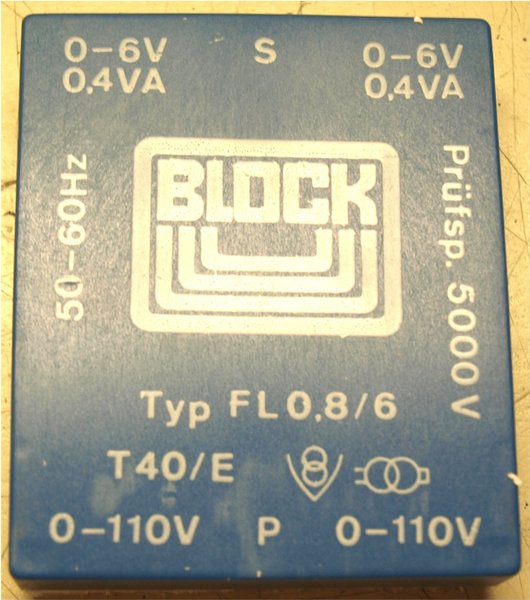 0-6V S 0-6V
0,4VA 0,4VA
50-60Hz
BLOCK
Prüfsp. 5000V
Typ FL0,8/6
T40/E
0-110V P 0-110V